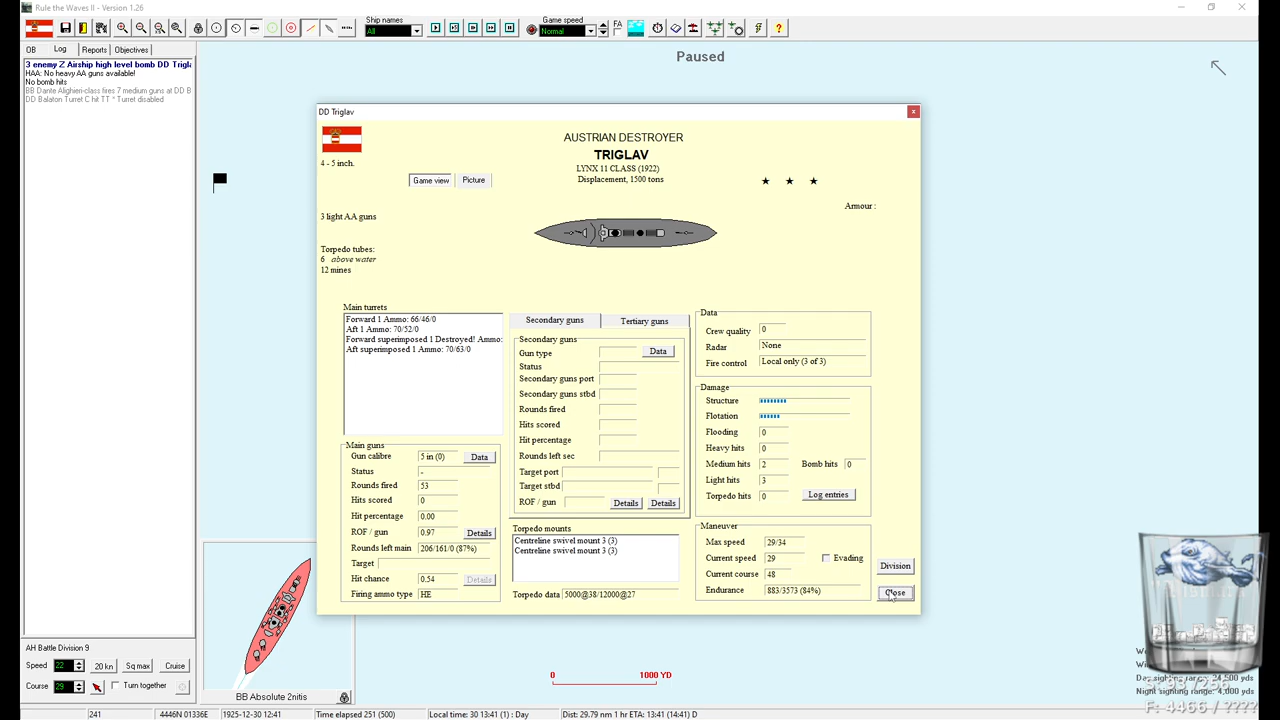 Rule the Waves II - Version 1.26
Ship names
All
Game speed
Normal
FA
OB Log Reports Objectives
3 enemy Z Airship high level bomb DD Trigla
HAA: No heavy AA guns available!
No bomb hits
BB Dante Alighieri-class fires 7 medium guns at DD B
DD Balaton Turret C hit TT * Turret disabled
Paused
DD Triglav
AUSTRIAN DESTROYER
TRIGLAV
LYNX 11 CLASS (1922)
Displacement, 1500 tons
4 - 5 inch.
Game view Picture
Armour :
3 light AA guns
Torpedo tubes:
6 above water
12 mines
Main turrets
Forward 1 Ammo: 66/46/0
Aft 1 Ammo: 70/52/0
Forward superimposed 1 Destroyed! Ammo:
Aft superimposed 1 Ammo: 70/63/0
Main guns
Gun calibre 5 in (0) Data
Status -
Rounds fired 53
Hits scored 0
Hit percentage 0.00
ROF / gun 0.97 Details
Rounds left main 206/161/0 (87%)
Target
Hit chance 0.54 Details
Firing ammo type HE
Secondary guns Tertiary guns
Secondary guns
Gun type Data
Status
Secondary guns port
Secondary guns stbd
Rounds fired
Hits scored
Hit percentage
Rounds left sec
Target port
Target stbd
ROF / gun Details Details
Torpedo mounts
Centreline swivel mount 3 (3)
Centreline swivel mount 3 (3)
Torpedo data 5000@38/12000@27
Data
Crew quality 0
Radar None
Fire control Local only (3 of 3)
Damage
Structure
Flotation
Flooding 0
Heavy hits 0
Medium hits 2 Bomb hits 0
Light hits 3
Torpedo hits 0 Log entries
Maneuver
Max speed 29/34
Current speed 29 Evading
Current course 48
Endurance 883/3573 (84%)
Division
Close
AH Battle Division 9
Speed 22 20 kn Sq max Cruise
Course 29 Turn together
BB Absolute 2nitis
0 1000 YD
Day sighting range: 24,500 yds
Night sighting range: 4,000 yds
F: 4466 / ????
241 4446N 01336E 1925-12-30 12:41 Time elapsed 251 (500) Local time: 30 13:41 (1) : Day Dist: 29.79 nm 1 hr ETA: 13:41 (14:41) D